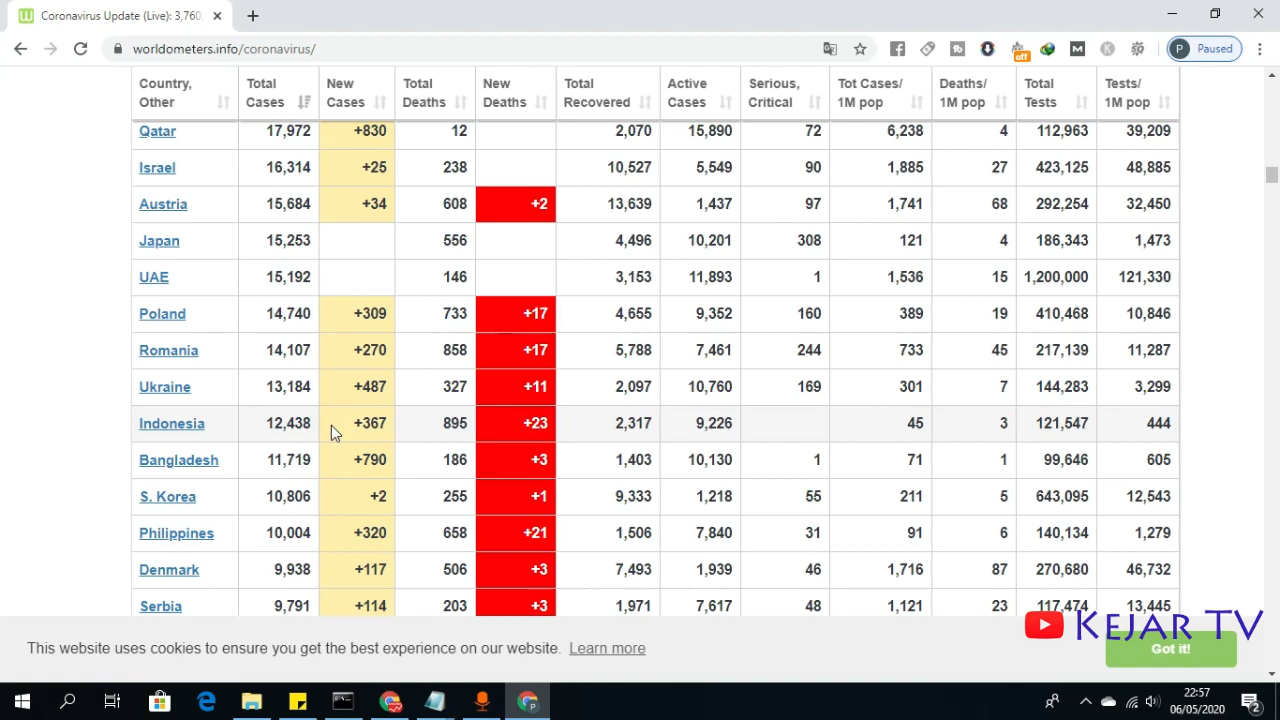 Coronavirus Update (Live): 3,760,
worldometers.info/coronavirus/
off
M
K
P Paused
Country, Other Total Cases New Cases Total Deaths New Deaths Total Recovered Active Cases Serious, Critical Tot Cases/ 1M pop Deaths/ 1M pop Total Tests Tests/ 1M pop
Qatar 17,972 +830 12 2,070 15,890 72 6,238 4 112,963 39,209
Israel 16,314 +25 238 10,527 5,549 90 1,885 27 423,125 48,885
Austria 15,684 +34 608 +2 13,639 1,437 97 1,741 68 292,254 32,450
Japan 15,253 556 4,496 10,201 308 121 4 186,343 1,473
UAE 15,192 146 3,153 11,893 1 1,536 15 1,200,000 121,330
Poland 14,740 +309 733 +17 4,655 9,352 160 389 19 410,468 10,846
Romania 14,107 +270 858 +17 5,788 7,461 244 733 45 217,139 11,287
Ukraine 13,184 +487 327 +11 2,097 10,760 169 301 7 144,283 3,299
Indonesia 12,438 +367 895 +23 2,317 9,226 45 3 121,547 444
Bangladesh 11,719 +790 186 +3 1,403 10,130 1 71 1 99,646 605
S. Korea 10,806 +2 255 +1 9,333 1,218 55 211 5 643,095 12,543
Philippines 10,004 +320 658 +21 1,506 7,840 31 91 6 140,134 1,279
Denmark 9,938 +117 506 +3 7,493 1,939 46 1,716 87 270,680 46,732
Serbia 9,791 +114 203 +3 1,971 7,617 48 1,121 23 117,474 13,445
KEJAR TV
This website uses cookies to ensure you get the best experience on our website. Learn more Got it!
22:57
06/05/2020
2